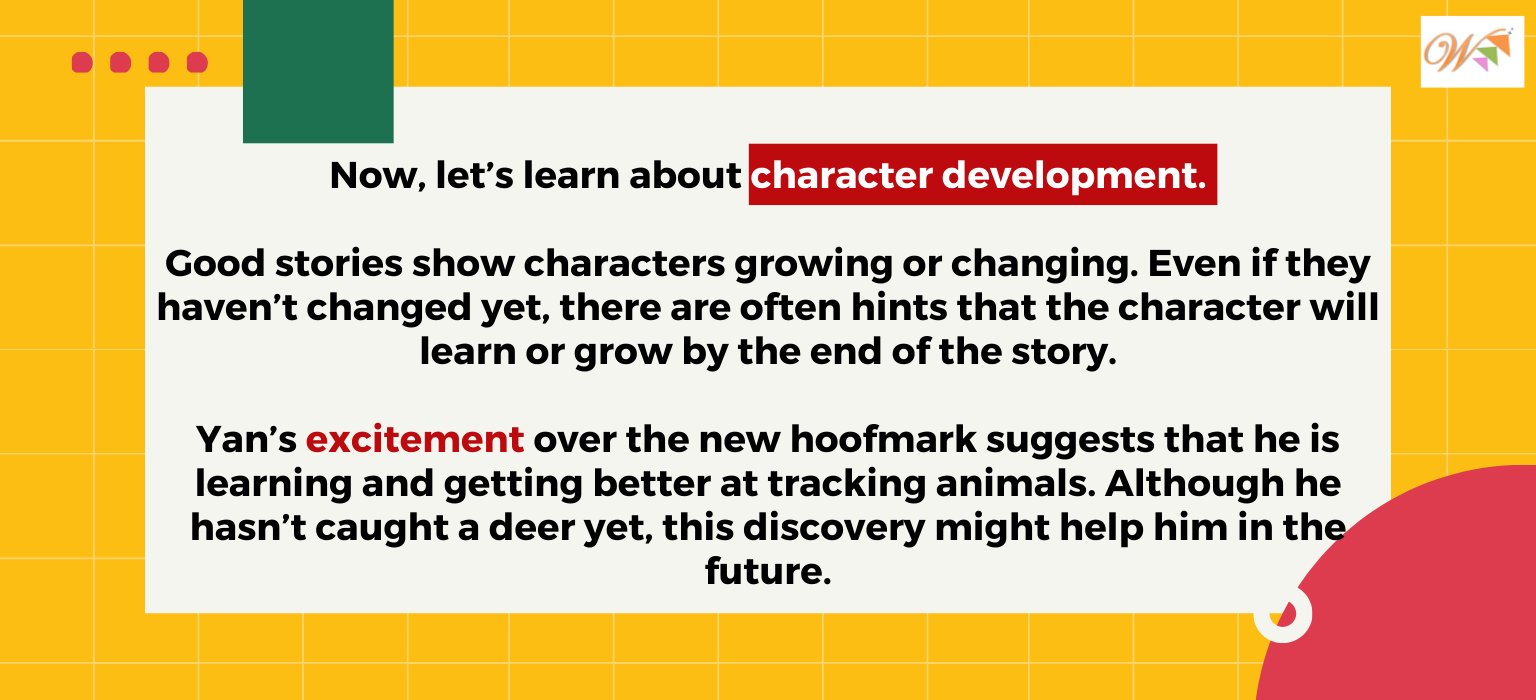 W
Now, let’s learn about character development.
Good stories show characters growing or changing. Even if they
haven’t changed yet, there are often hints that the character will
learn or grow by the end of the story.
Yan’s excitement over the new hoofmark suggests that he is
learning and getting better at tracking animals. Although he
hasn’t caught a deer yet, this discovery might help him in the
future.